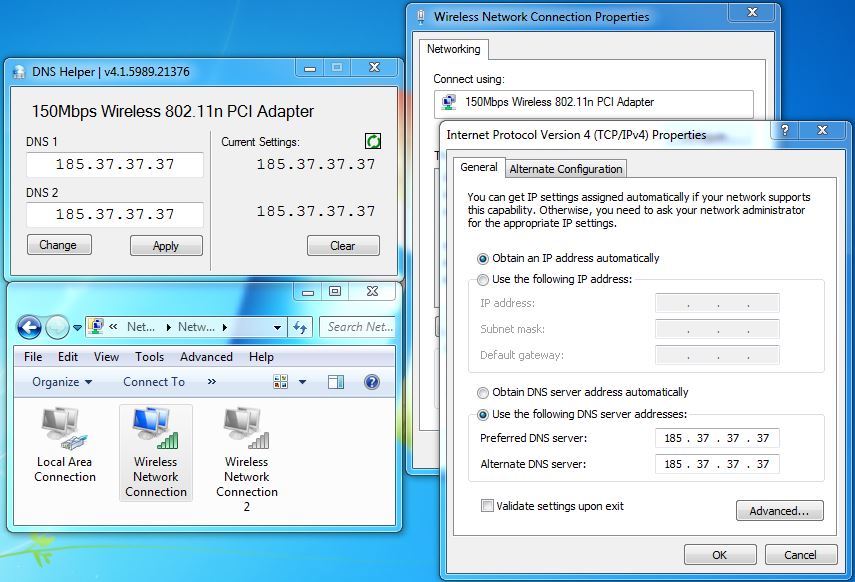 DNS Helper | v4.1.5989.21376
150Mbps Wireless 802.11n PCI Adapter
DNS 1
185.37.37.37
DNS 2
185.37.37.37
Change
Apply
Current Settings:
185.37.37.37
185.37.37.37
Clear
« Net... Netw...
Search Net...
File Edit View Tools Advanced Help
Organize Connect To »
Local Area
Connection
Wireless
Network
Connection
Wireless
Network
Connection
2
Wireless Network Connection Properties
Networking
Connect using:
150Mbps Wireless 802.11n PCI Adapter
Internet Protocol Version 4 (TCP/IPv4) Properties
General
Alternate Configuration
You can get IP settings assigned automatically if your network supports
this capability. Otherwise, you need to ask your network administrator
for the appropriate IP settings.
Obtain an IP address automatically
Use the following IP address:
IP address:
Subnet mask:
Default gateway:
Obtain DNS server address automatically
Use the following DNS server addresses:
Preferred DNS server: 185 . 37 . 37 . 37
Alternate DNS server: 185 . 37 . 37 . 37
Validate settings upon exit
Advanced...
OK
Cancel